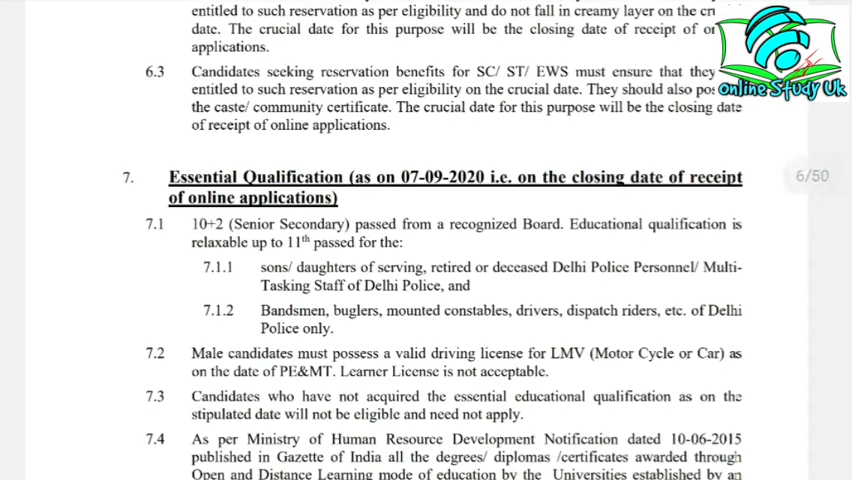 entitled to such reservation as per eligibility and do not fall in creamy layer on the
date. The crucial date for this purpose will be the closing date of receipt of
applications.
6.3 Candidates seeking reservation benefits for SC/ ST/ EWS must ensure that they
entitled to such reservation as per eligibility on the crucial date. They should also
the caste/ community certificate. The crucial date for this purpose will be the closing date
of receipt of online applications.
online Study Uk
6/50
7. Essential Qualification (as on 07-09-2020 i.e. on the closing date of receipt
of online applications)
7.1 10+2 (Senior Secondary) passed from a recognized Board. Educational qualification is
relaxable up to 11th passed for the:
7.1.1 sons/ daughters of serving, retired or deceased Delhi Police Personnel/ Multi-
Tasking Staff of Delhi Police, and
7.1.2 Bandsmen, buglers, mounted constables, drivers, dispatch riders, etc. of Delhi
Police only.
7.2 Male candidates must possess a valid driving license for LMV (Motor Cycle or Car) as
on the date of PE&MT. Learner License is not acceptable.
7.3 Candidates who have not acquired the essential educational qualification as on the
stipulated date will not be eligible and need not apply.
7.4 As per Ministry of Human Resource Development Notification dated 10-06-2015
published in Gazette of India all the degrees/ diplomas /certificates awarded through
Open and Distance Learning mode of education by the Universities established by an